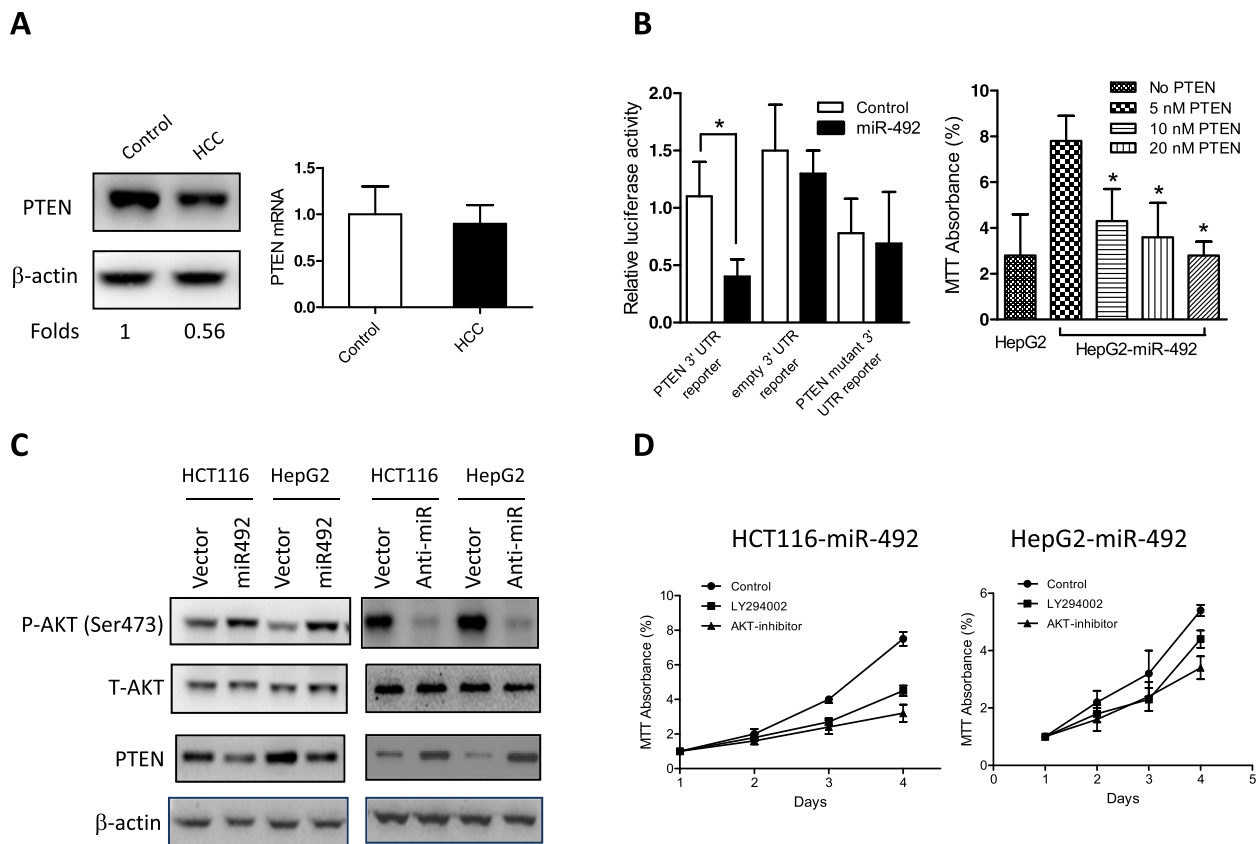 A
Control
HCC
PTEN
β-actin
Folds 1 0.56
PTEN mRNA
1.5
1.0
0.5
0.0
Control
HCC
B
Relative luciferase activity
2.0
1.5
1.0
0.5
0.0
Control
miR-492
*
PTEN 3' UTR
reporter
empty 3' UTR
reporter
PTEN mutant 3'
UTR reporter
MTT Absorbance (%)
10
8
6
4
2
0
No PTEN
5 nM PTEN
10 nM PTEN
20 nM PTEN
*
*
*
HepG2
HepG2-miR-492
C
HCT116 HepG2 HCT116 HepG2
Vector
miR492
Vector
miR492
Vector
Anti-miR
Vector
Anti-miR
P-AKT (Ser473)
T-AKT
PTEN
β-actin
D
HCT116-miR-492
Control
LY294002
AKT-inhibitor
MTT Absorbance (%)
10
8
6
4
2
0
1 2 3 4
Days
HepG2-miR-492
Control
LY294002
AKT-inhibitor
MTT Absorbance (%)
6
4
2
0
0 1 2 3 4 5
Days